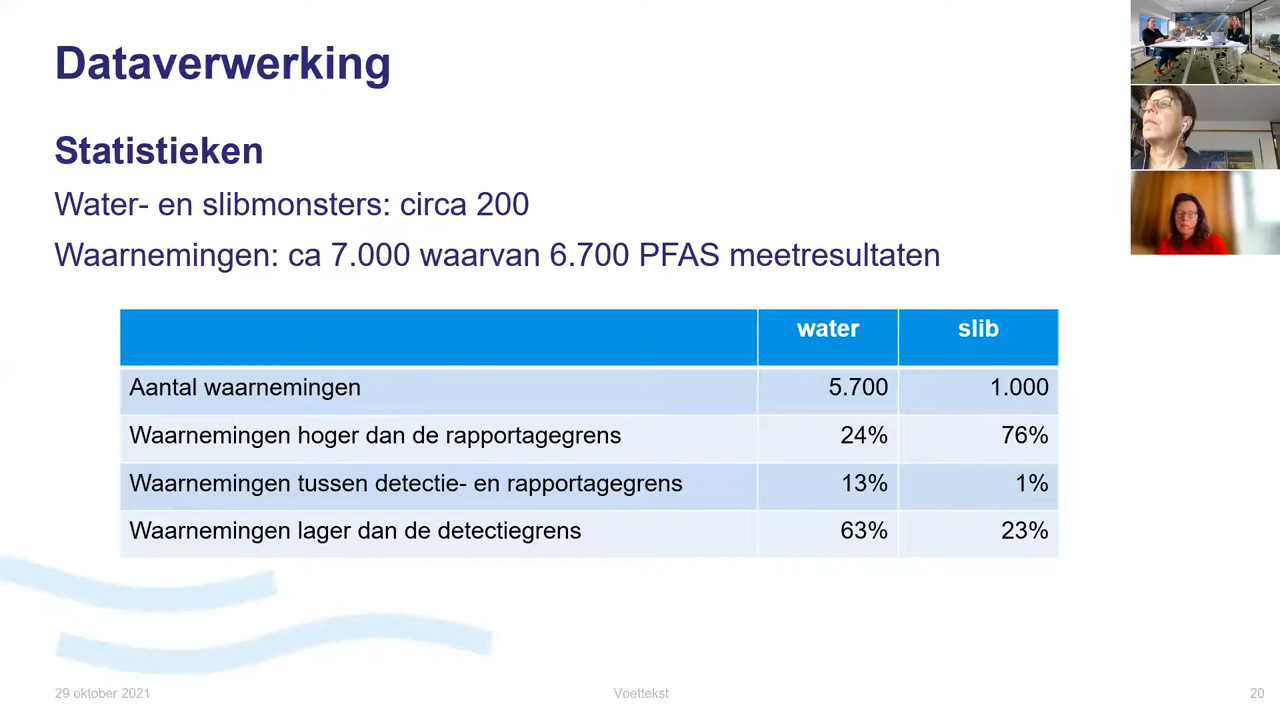 Dataverwerking
Statistieken
Water- en slibmonsters: circa 200
Waarnemingen: ca 7.000 waarvan 6.700 PFAS meetresultaten
water slib
Aantal waarnemingen 5.700 1.000
Waarnemingen hoger dan de rapportagegrens 24% 76%
Waarnemingen tussen detectie- en rapportagegrens 13% 1%
Waarnemingen lager dan de detectiegrens 63% 23%
29 oktober 2021 Voettekst 20